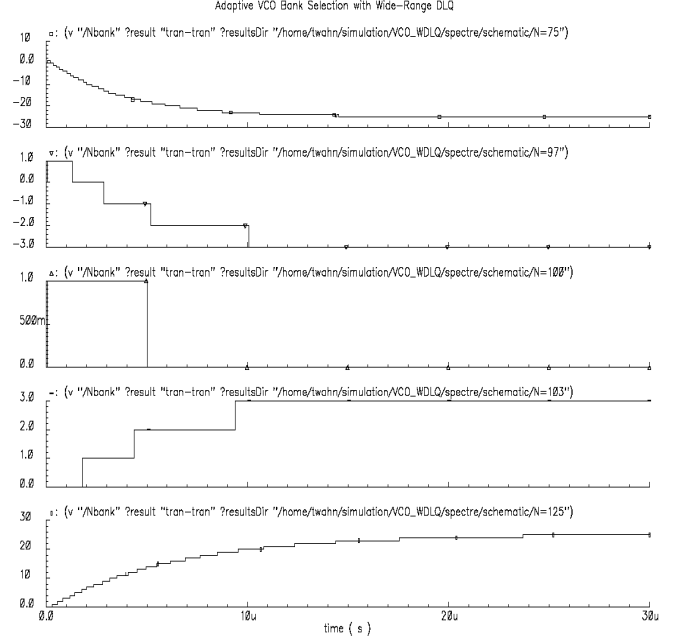 Adaptive VCO Bank Selection with Wide-Range DLQ
▫: (v "/Nbank" ?result "tran-tran" ?resultsDir "/home/twahn/simulation/VCO_WDLQ/spectre/schematic/N=75")
10
0.0
-10
-20
-30
▿: (v "/Nbank" ?result "tran-tran" ?resultsDir "/home/twahn/simulation/VCO_WDLQ/spectre/schematic/N=97")
1.0
0.0
-1.0
-2.0
-3.0
▵: (v "/Nbank" ?result "tran-tran" ?resultsDir "/home/twahn/simulation/VCO_WDLQ/spectre/schematic/N=100")
1.0
500m
0.0
-: (v "/Nbank" ?result "tran-tran" ?resultsDir "/home/twahn/simulation/VCO_WDLQ/spectre/schematic/N=103")
3.0
2.0
1.0
0.0
▯: (v "/Nbank" ?result "tran-tran" ?resultsDir "/home/twahn/simulation/VCO_WDLQ/spectre/schematic/N=125")
30
20
10
0.0
0.0 10u 20u 30u
time ( s )